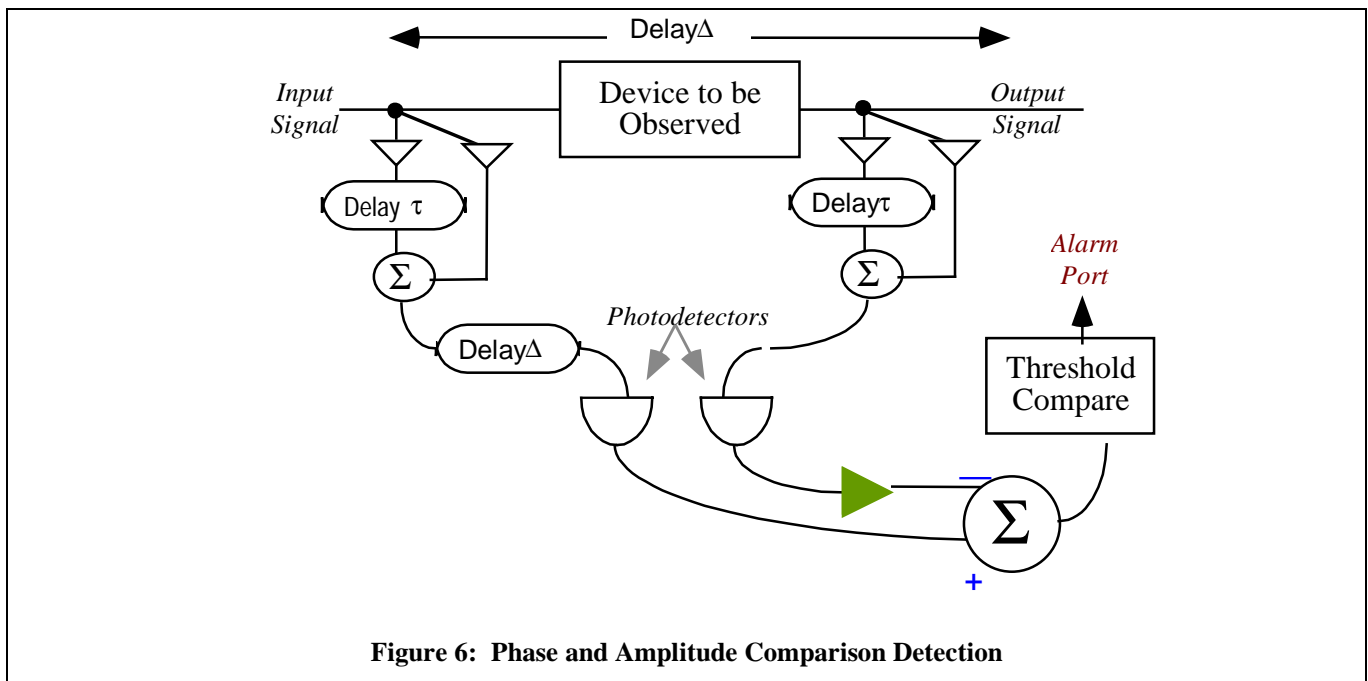 DelayΔ
Input
Signal
Device to be
Observed
Output
Signal
Delay τ
Delayτ
Σ
Σ
Alarm
Port
Photodetectors
DelayΔ
Threshold
Compare
—
Σ
+
Figure 6: Phase and Amplitude Comparison Detection